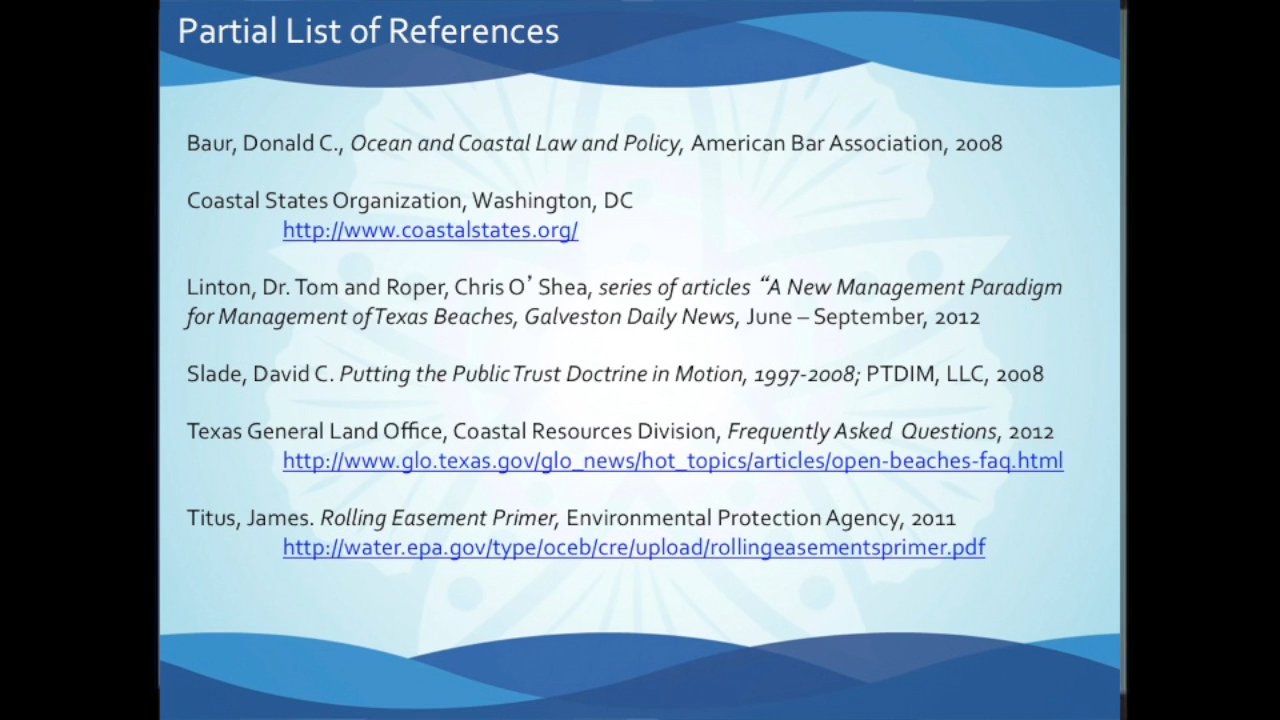 Partial List of References
Baur, Donald C., Ocean and Coastal Law and Policy, American Bar Association, 2008
Coastal States Organization, Washington, DC
http://www.coastalstates.org/
Linton, Dr. Tom and Roper, Chris O’ Shea, series of articles “A New Management Paradigm
for Management of Texas Beaches, Galveston Daily News, June – September, 2012
Slade, David C. Putting the Public Trust Doctrine in Motion, 1997-2008; PTDIM, LLC, 2008
Texas General Land Office, Coastal Resources Division, Frequently Asked Questions, 2012
http://www.glo.texas.gov/glo_news/hot_topics/articles/open-beaches-faq.html
Titus, James. Rolling Easement Primer, Environmental Protection Agency, 2011
http://water.epa.gov/type/oceb/cre/upload/rollingeasementsprimer.pdf